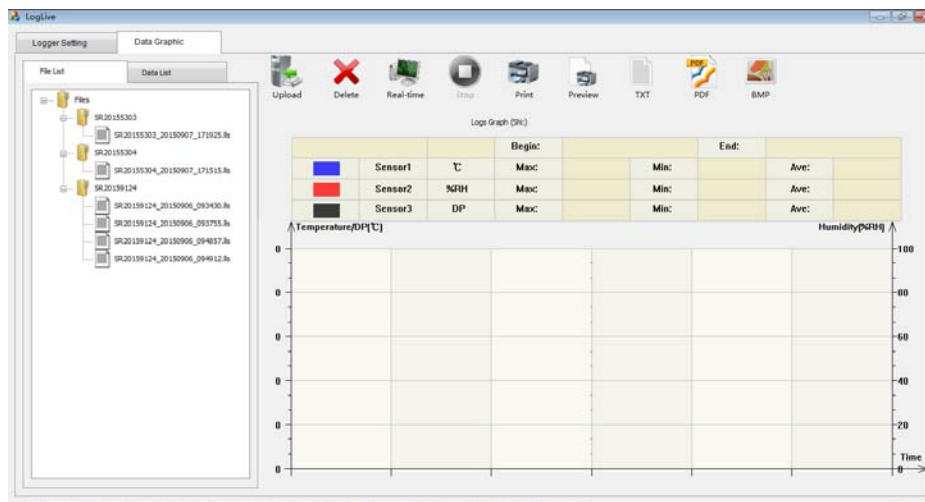 LogLive
Logger Setting
Data Graphic
File List
Data List
Files
SR20155303
SR20155303_20150907_171925.lls
SR20155304
SR20155304_20150907_171515.lls
SR20159124
SR20159124_20150906_093430.lls
SR20159124_20150906_093755.lls
SR20159124_20150906_094857.lls
SR20159124_20150906_094912.lls
Upload Delete Real-time Stop Print Preview TXT PDF BMP
Logs Graph (SN:)
Begin: End:
Sensor1 ℃ Max: Min: Ave:
Sensor2 %RH Max: Min: Ave:
Sensor3 DP Max: Min: Ave:
Temperature/DP[℃] Humidity[%RH]
0 100
0 80
0 60
0 40
0 20
Time
0 0